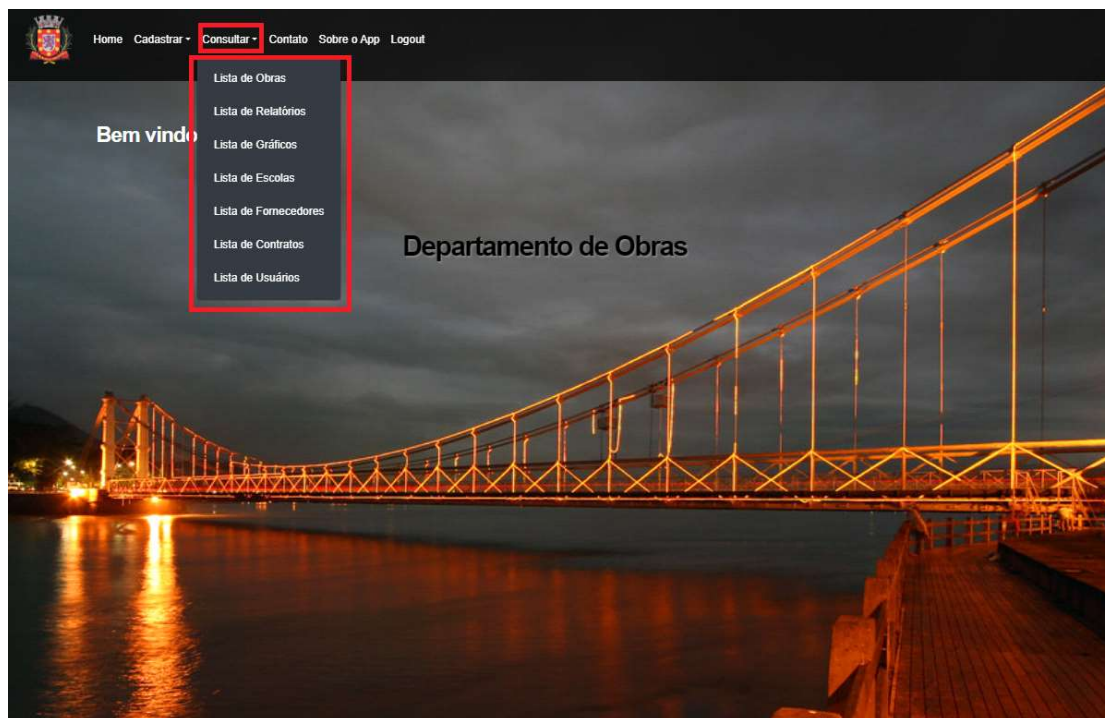 Home Cadastrar Consultar Contato Sobre o App Logout
Lista de Obras
Lista de Relatórios
Lista de Gráficos
Lista de Escolas
Lista de Fornecedores
Lista de Contratos
Lista de Usuários
Bem vindo
Departamento de Obras